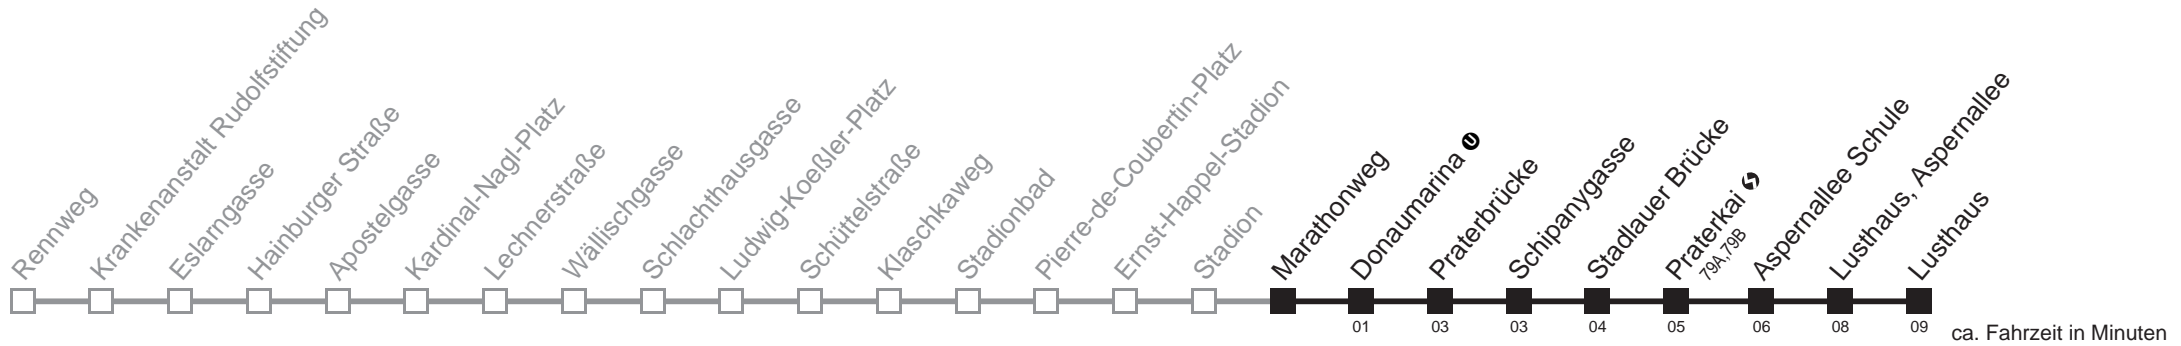 Rennweg
Krankenanstalt Rudolfstiftung
Eslarngasse
Hainburger Straße
Apostelgasse
Kardinal-Nagl-Platz
Lechnerstraße
Wällischgasse
Schlachthausgasse
Ludwig-Koeßler-Platz
Schüttelstraße
Klaschkaweg
Stadionbad
Pierre-de-Coubertin-Platz
Ernst-Happel-Stadion
Stadion
Marathonweg
Donaumarina U
Praterbrücke
Schipanygasse
Stadlauer Brücke
Praterkai S
79A,79B
Aspernallee Schule
Lusthaus, Aspernallee
Lusthaus
01 03 03 04 05 06 08 09 ca. Fahrzeit in Minuten